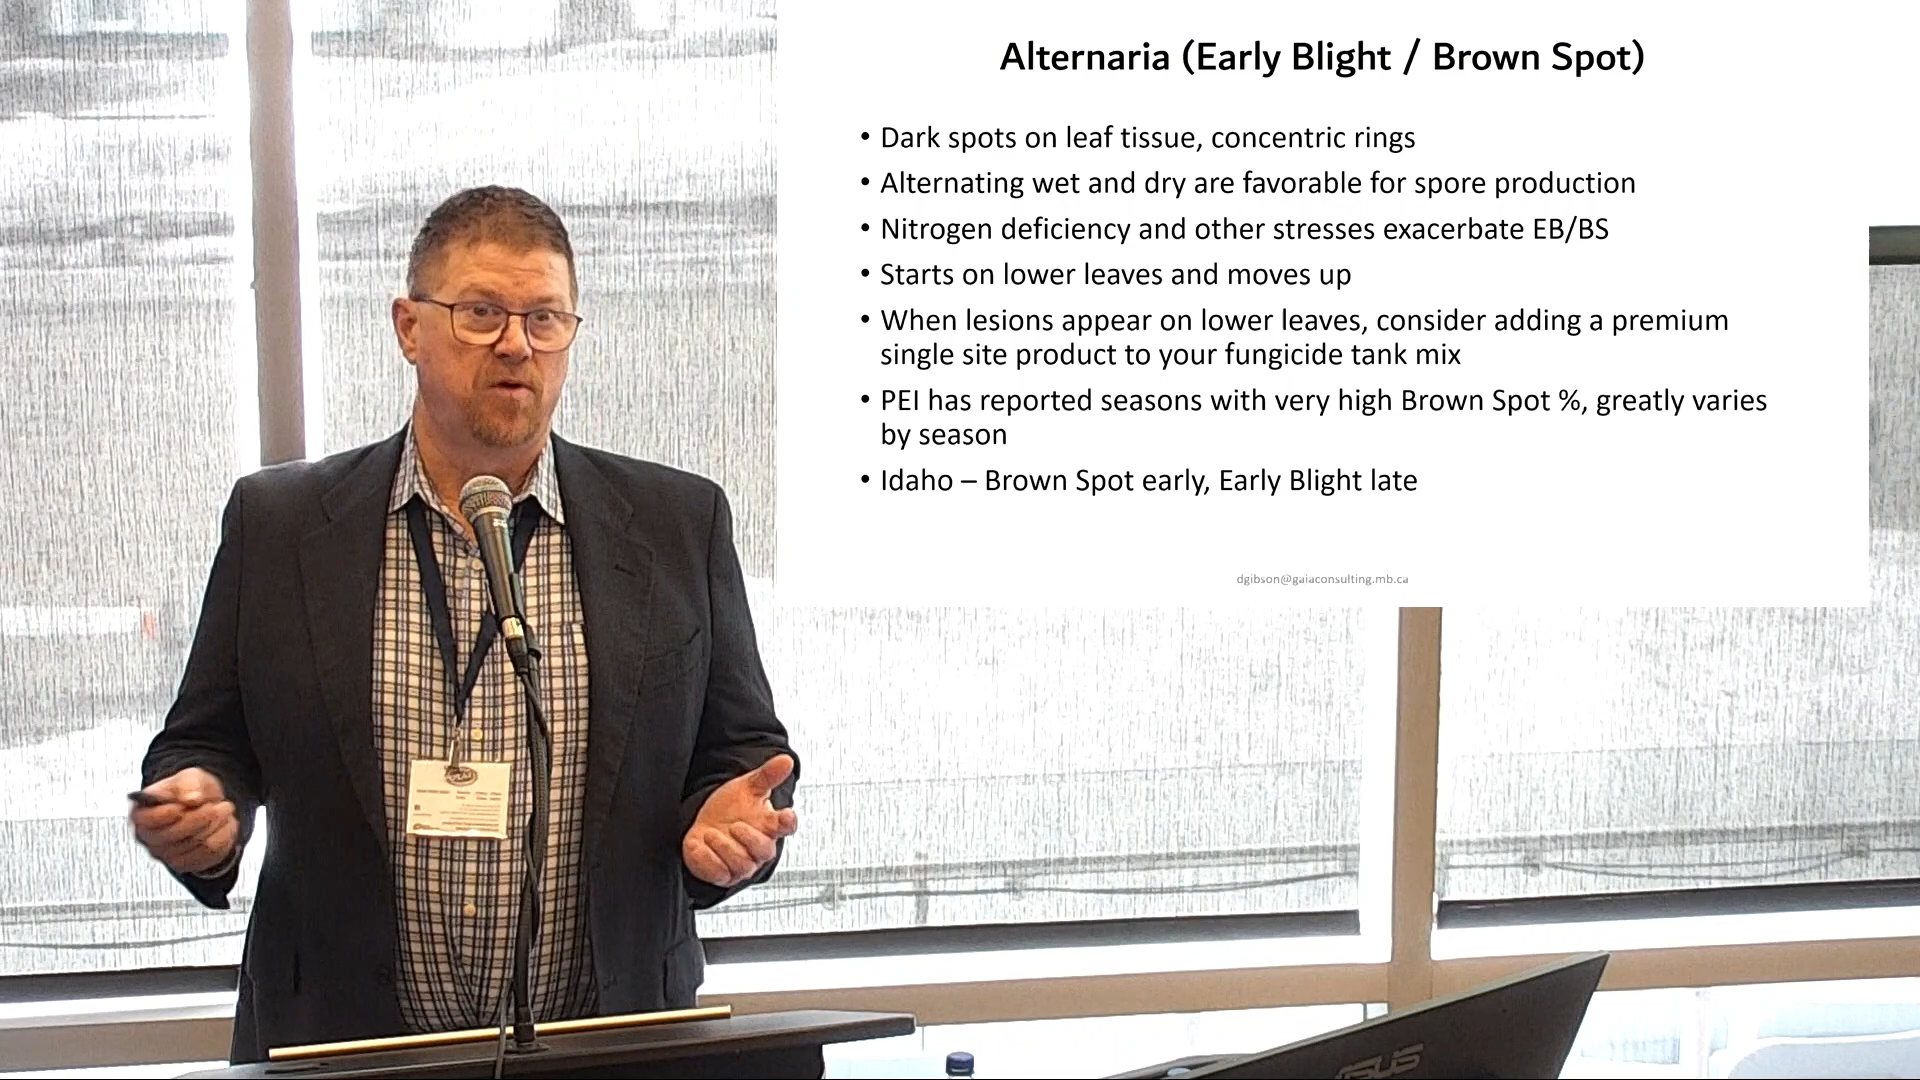 Alternaria (Early Blight / Brown Spot)
• Dark spots on leaf tissue, concentric rings
• Alternating wet and dry are favorable for spore production
• Nitrogen deficiency and other stresses exacerbate EB/BS
• Starts on lower leaves and moves up
• When lesions appear on lower leaves, consider adding a premium
single site product to your fungicide tank mix
• PEI has reported seasons with very high Brown Spot %, greatly varies
by season
• Idaho – Brown Spot early, Early Blight late
dgibson@gaiaconsulting.mb.ca
ASUS